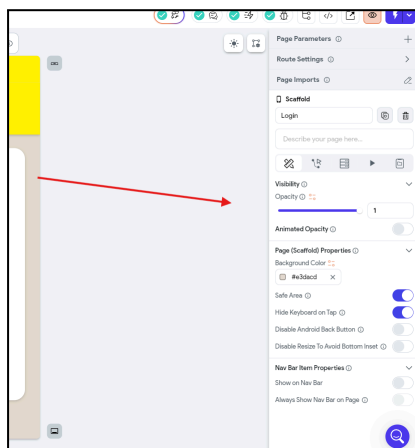 Page Parameters
Route Settings
Page Imports
Scaffold
Login
Describe your page here...
Visibility
Opacity
1
Animated Opacity
Page (Scaffold) Properties
Background Color
#e3dacd
Safe Area
Hide Keyboard on Tap
Disable Android Back Button
Disable Resize To Avoid Bottom Inset
Nav Bar Item Properties
Show on Nav Bar
Always Show Nav Bar on Page